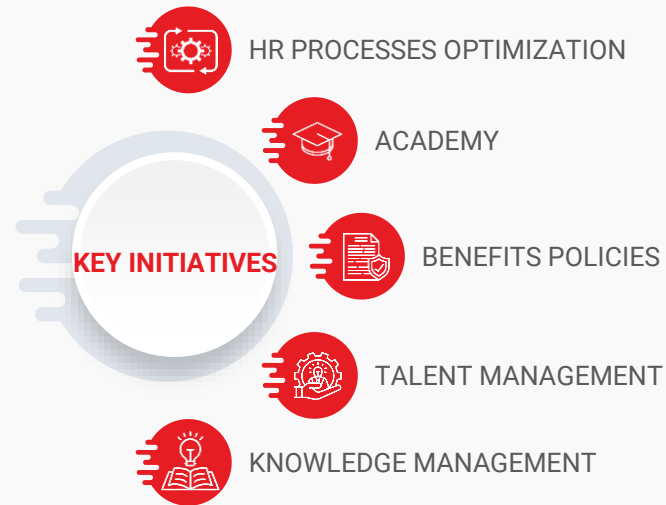 HR PROCESSES OPTIMIZATION
ACADEMY
KEY INITIATIVES
BENEFITS POLICIES
TALENT MANAGEMENT
KNOWLEDGE MANAGEMENT